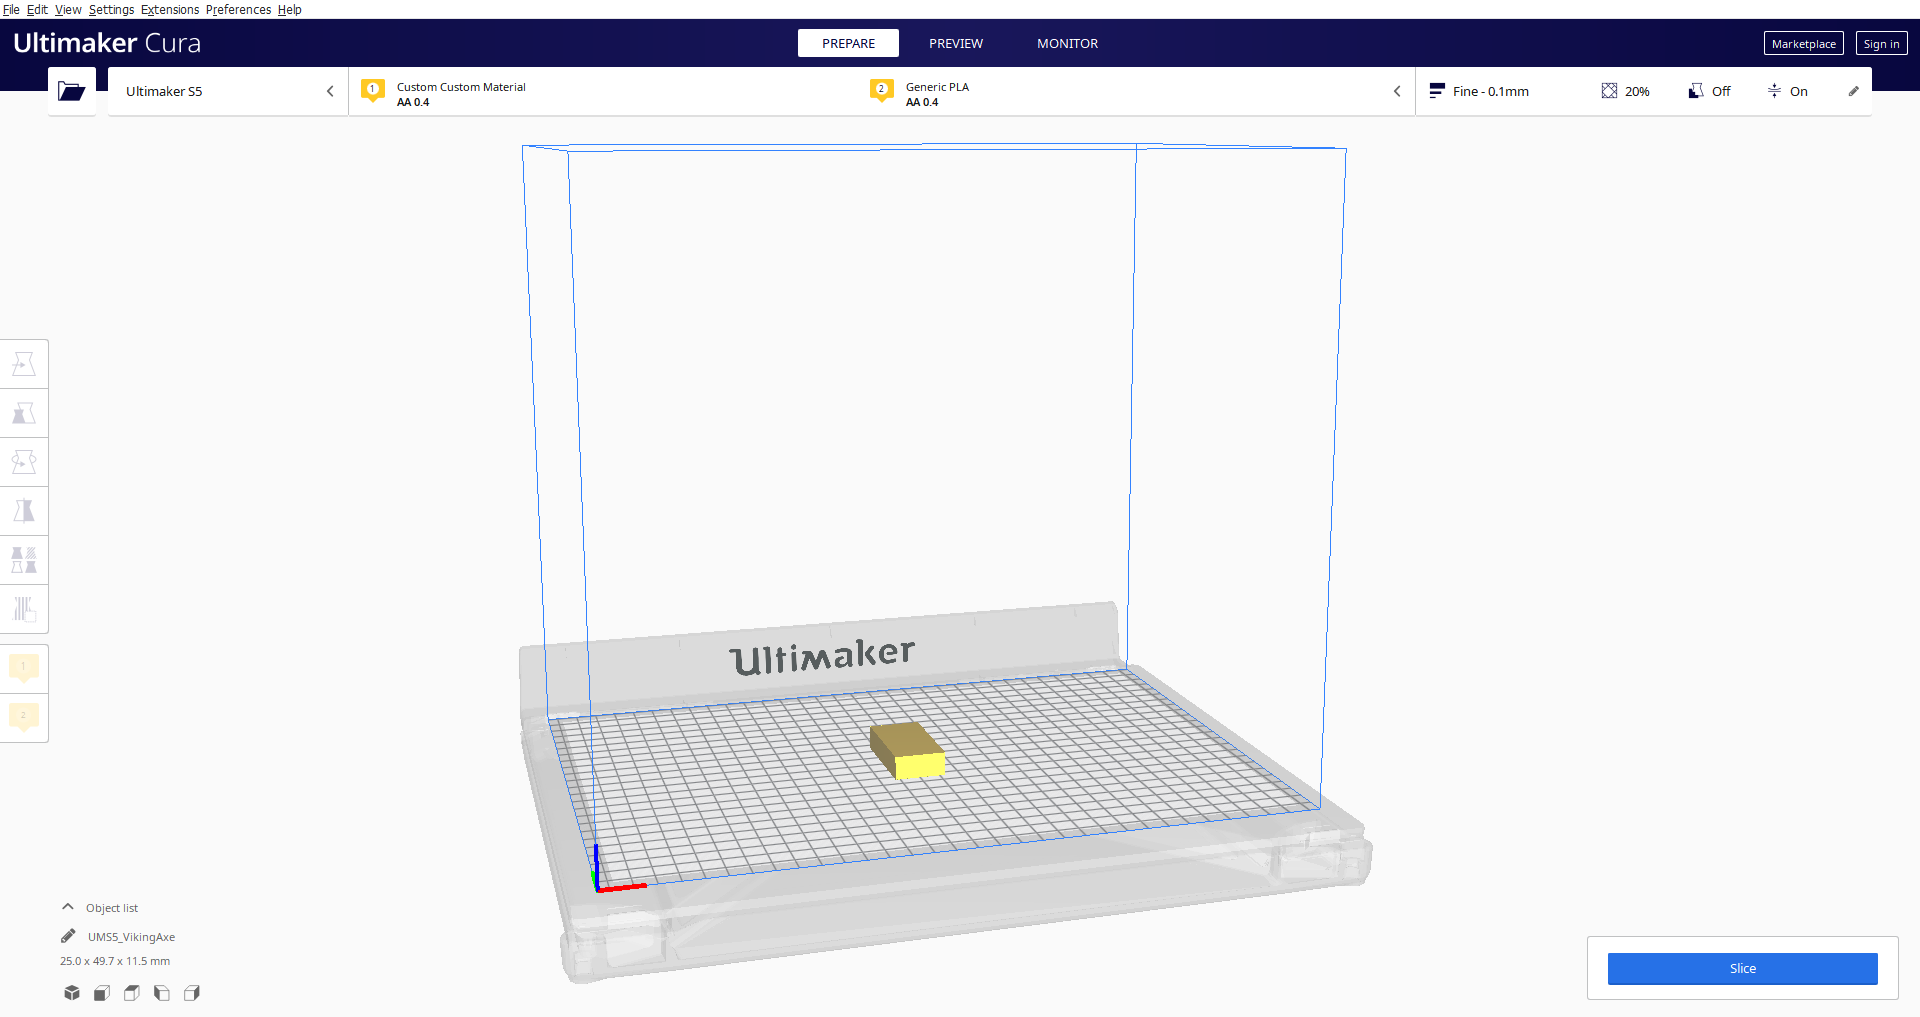 File Edit View Settings Extensions Preferences Help
Ultimaker Cura
PREPARE
PREVIEW
MONITOR
Marketplace
Sign in
Ultimaker S5
1
Custom Custom Material
AA 0.4
2
Generic PLA
AA 0.4
Fine - 0.1mm
20%
Off
On
Ultimaker
1
2
Object list
UMS5_VikingAxe
25.0 x 49.7 x 11.5 mm
Slice